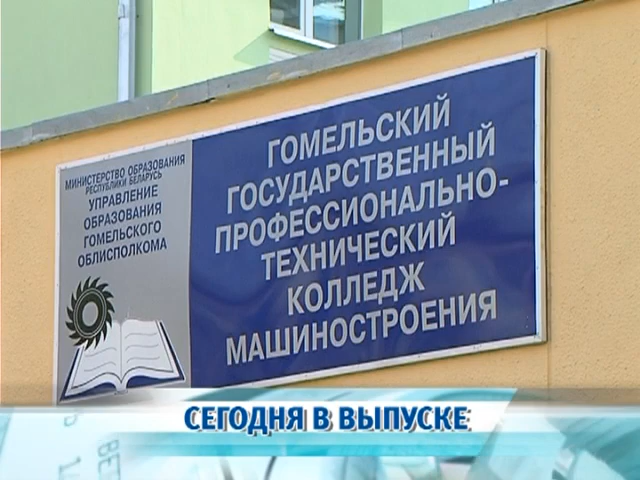 МИНИСТЕРСТВО ОБРАЗОВАНИЯ
РЕСПУБЛИКИ БЕЛАРУСЬ
УПРАВЛЕНИЕ
ОБРАЗОВАНИЯ
ГОМЕЛЬСКОГО
ОБЛИСПОЛКОМА
ГОМЕЛЬСКИЙ
ГОСУДАРСТВЕННЫЙ
ПРОФЕССИОНАЛЬНО-
ТЕХНИЧЕСКИЙ
КОЛЛЕДЖ
МАШИНОСТРОЕНИЯ
СЕГОДНЯ В ВЫПУСКЕ